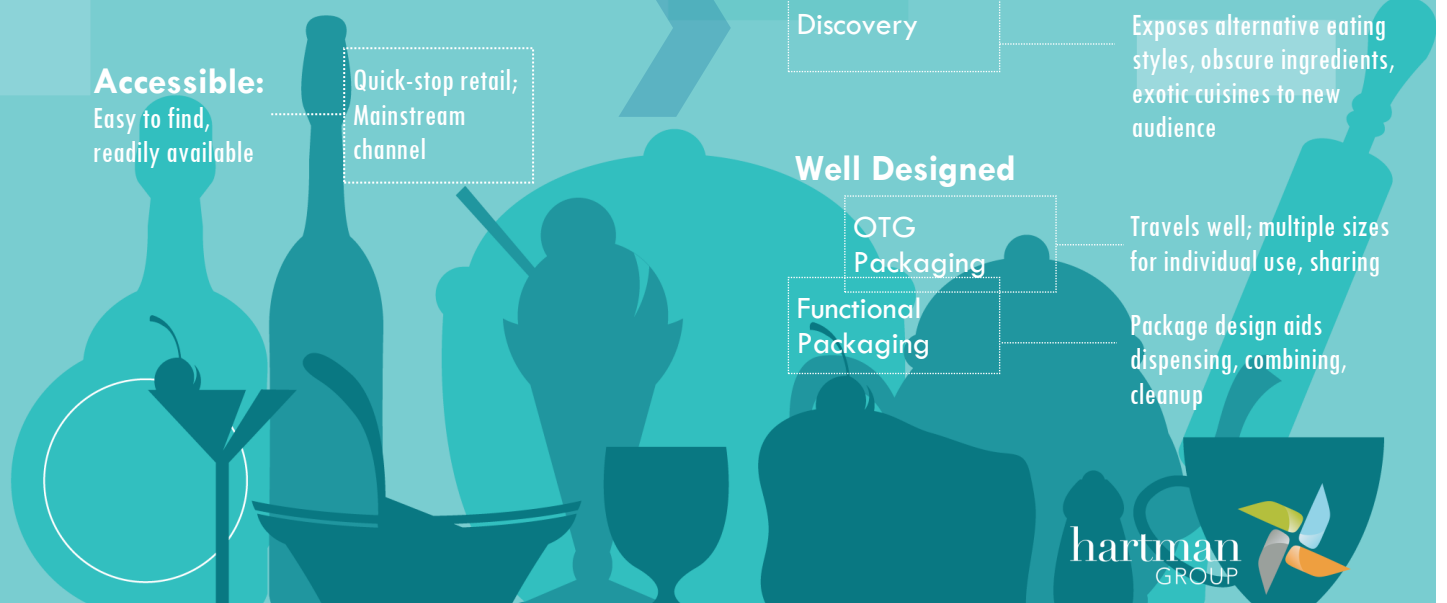 Accessible:
Easy to find,
readily available
Quick-stop retail;
Mainstream
channel
Discovery
Exposes alternative eating
styles, obscure ingredients,
exotic cuisines to new
audience
Well Designed
OTG
Packaging
Travels well; multiple sizes
for individual use, sharing
Functional
Packaging
Package design aids
dispensing, combining,
cleanup
hartman
GROUP